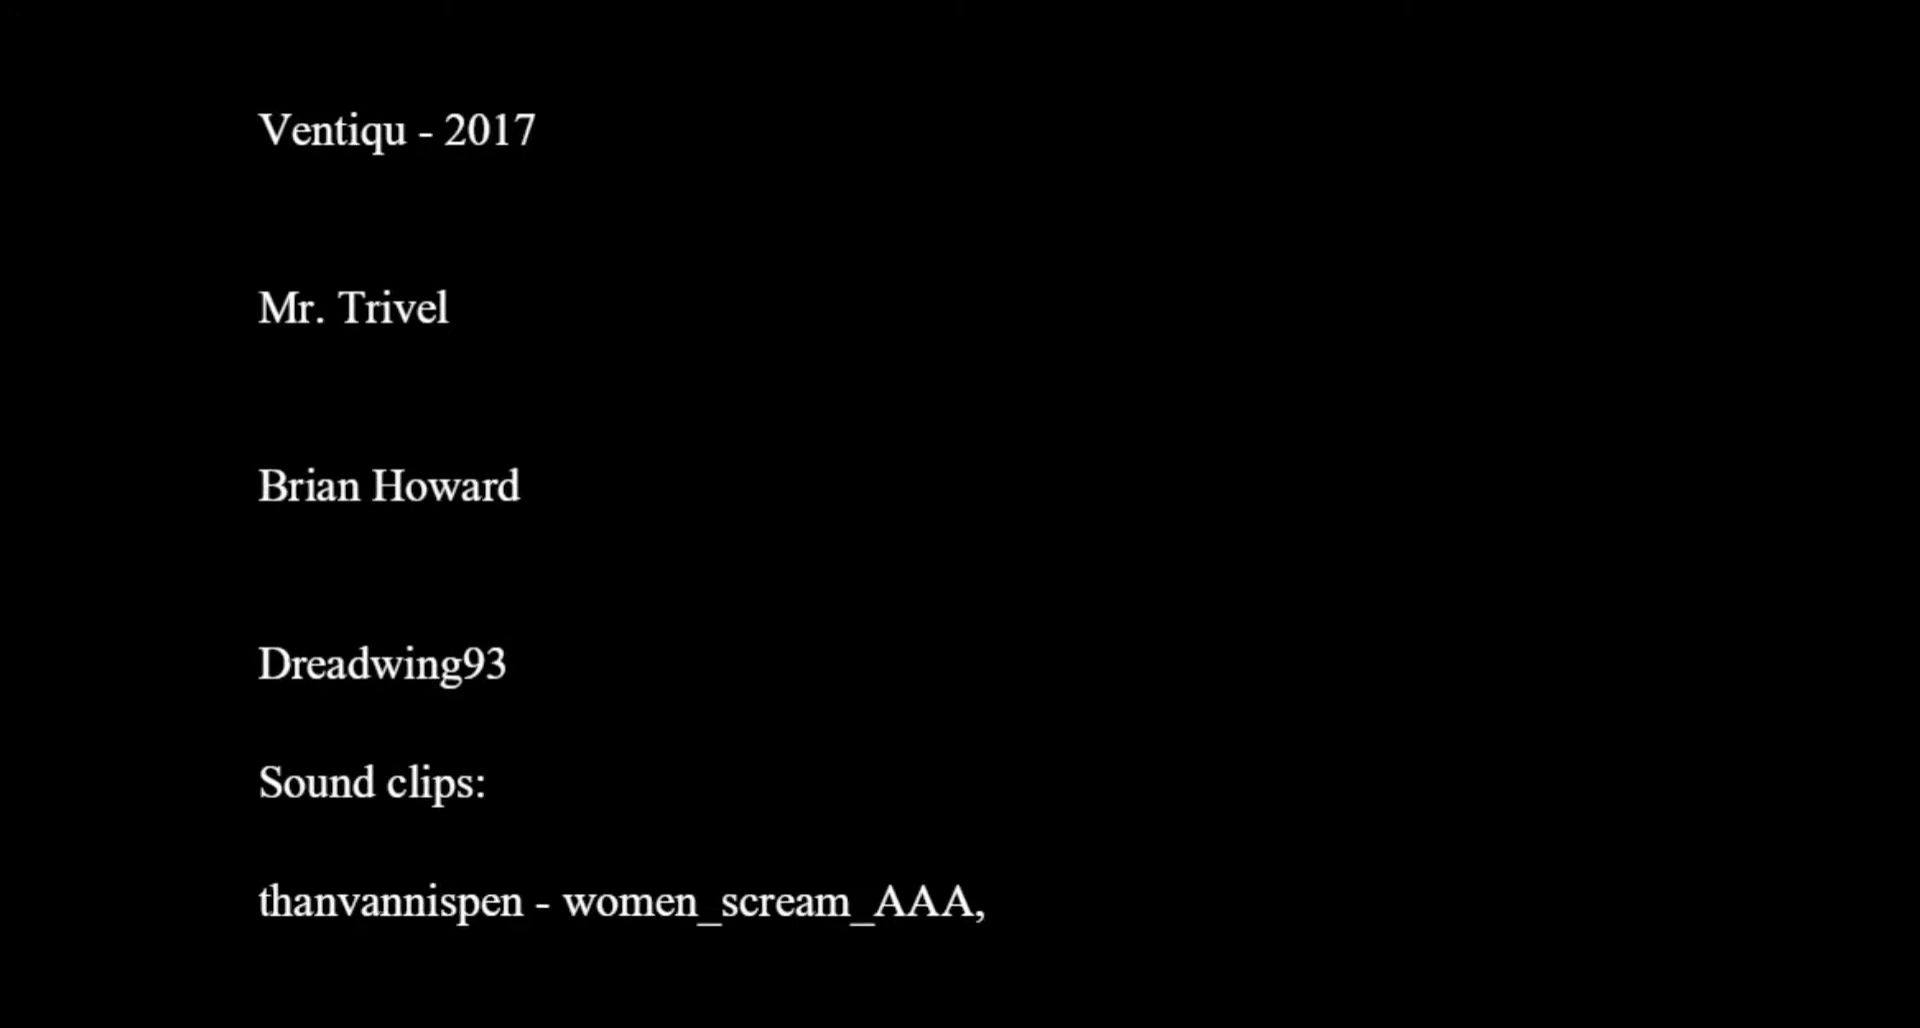 Ventiqu - 2017
Mr. Trivel
Brian Howard
Dreadwing93
Sound clips:
thanvannispen - women_scream_AAA,